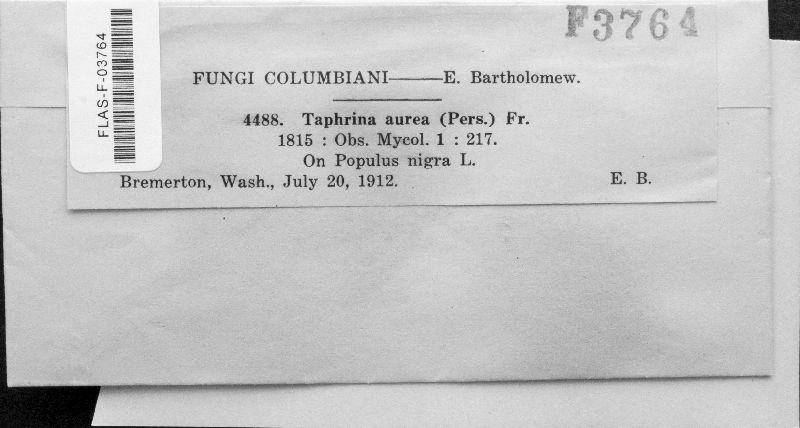 F3764
FLAS-F-03764
FUNGI COLUMBIANI——E. Bartholomew.
4488. Taphrina aurea (Pers.) Fr.
1815 : Obs. Mycol. 1 : 217.
On Populus nigra L.
Bremerton, Wash., July 20, 1912. E. B.